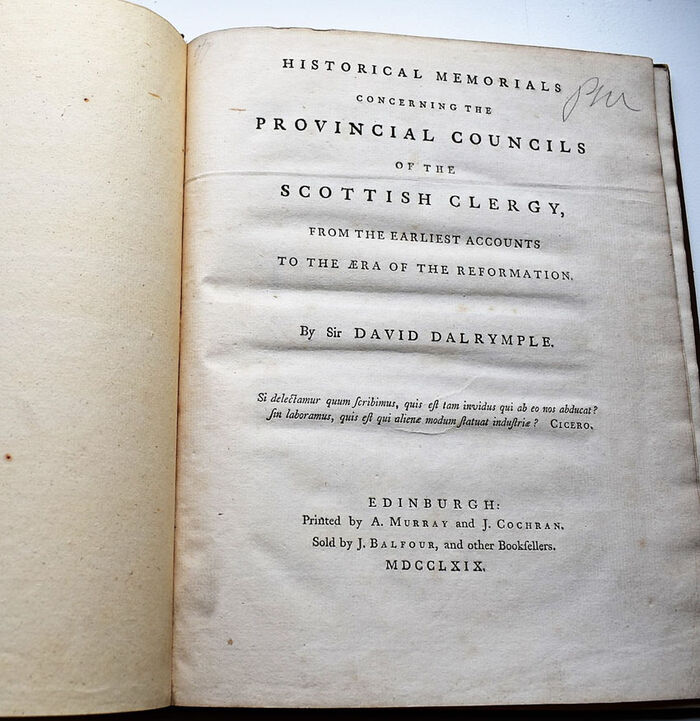 HISTORICAL MEMORIALS
CONCERNING THE
PROVINCIAL COUNCILS
OF THE
SCOTTISH CLERGY,
FROM THE EARLIEST ACCOUNTS
TO THE ÆRA OF THE REFORMATION.
By Sir DAVID DALRYMPLE.
Si delectamur quum ſcribimus, quis eſt tam invidus qui ab eo nos abducat?
ſin laboramus, quis eſt qui alienæ modum ſtatuat induſtriæ? CICERO.
EDINBURGH:
Printed by A. MURRAY and J. COCHRAN.
Sold by J. BALFOUR, and other Bookſellers.
MDCCLXIX.